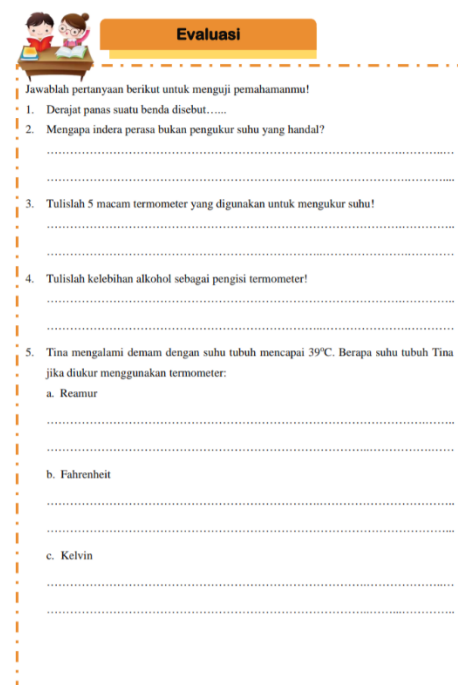 Evaluasi
Jawablah pertanyaan berikut untuk menguji pemahamanmu!
1. Derajat panas suatu benda disebut…...
2. Mengapa indera perasa bukan pengukur suhu yang handal?
3. Tulislah 5 macam termometer yang digunakan untuk mengukur suhu!
4. Tulislah kelebihan alkohol sebagai pengisi termometer!
5. Tina mengalami demam dengan suhu tubuh mencapai 39⁰C. Berapa suhu tubuh Tina
jika diukur menggunakan termometer:
a. Reamur
b. Fahrenheit
c. Kelvin